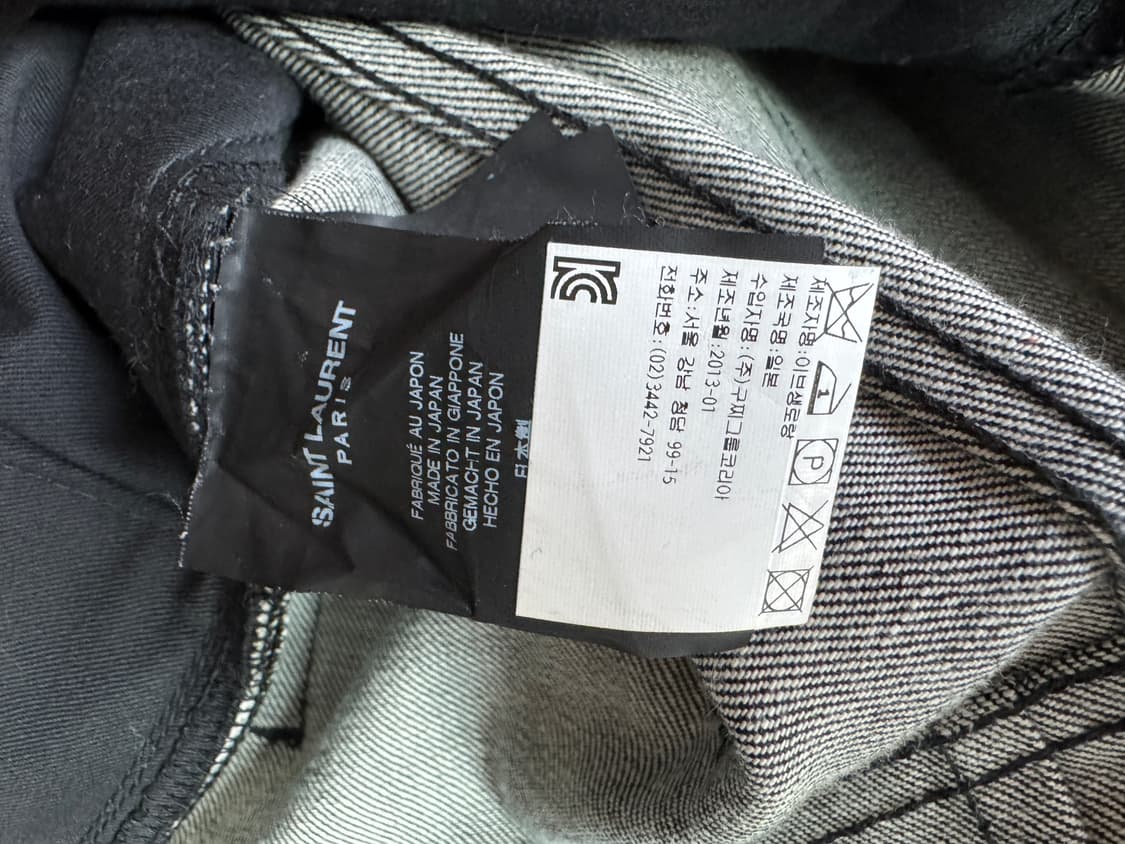 SAINT LAURENT
PARIS
FABRIQUÉ AU JAPON
MADE IN JAPAN
FABBRICATO IN GIAPPONE
GEMACHT IN JAPAN
HECHO EN JAPÓN
日本製
제조자명:이브생로랑
제조국명:일본
수입자명:(주)구찌그룹코리아
제조년월:2013-01
주소:서울 강남 청담 99-15
전화번호:(02)3442-7921
1
P